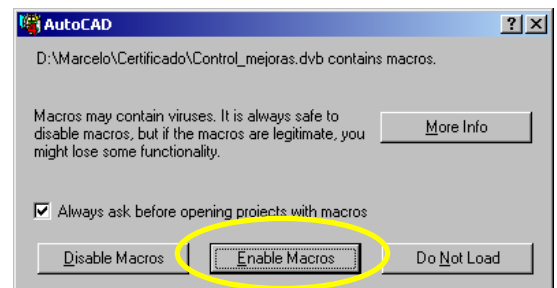 AutoCAD
D:\Marcelo\Certificado\Control_mejoras.dvb contains macros.
Macros may contain viruses. It is always safe to
disable macros, but if the macros are legitimate, you
might lose some functionality.
More Info
Always ask before opening projects with macros
Disable Macros Enable Macros Do Not Load